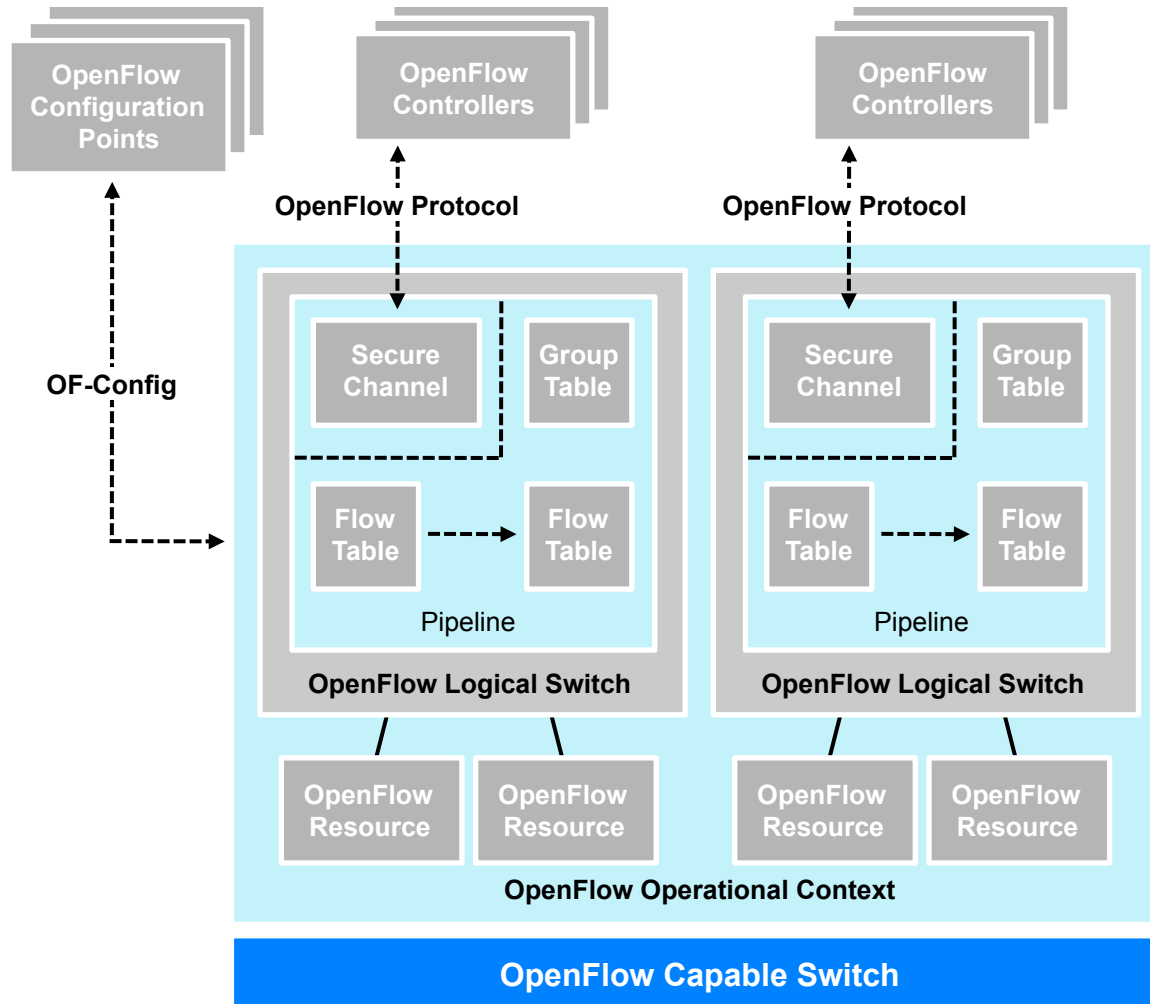 OpenFlow
Configuration
Points
OpenFlow
Controllers
OpenFlow
Controllers
OpenFlow Protocol
OpenFlow Protocol
OF-Config
Secure
Channel
Group
Table
Flow
Table
Flow
Table
Pipeline
OpenFlow Logical Switch
Secure
Channel
Group
Table
Flow
Table
Flow
Table
Pipeline
OpenFlow Logical Switch
OpenFlow
Resource
OpenFlow
Resource
OpenFlow
Resource
OpenFlow
Resource
OpenFlow Operational Context
OpenFlow Capable Switch